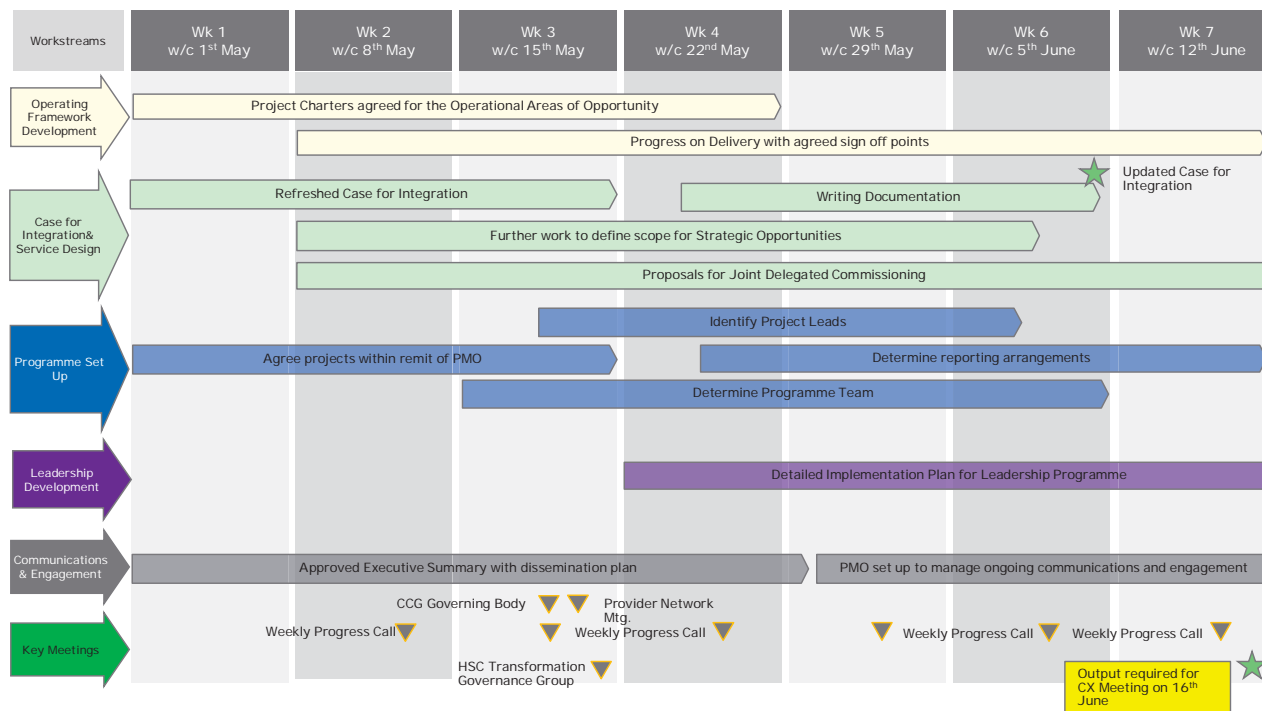 Workstreams
Wk 1
w/c 1st May
Wk 2
w/c 8th May
Wk 3
w/c 15th May
Wk 4
w/c 22nd May
Wk 5
w/c 29th May
Wk 6
w/c 5th June
Wk 7
w/c 12th June
Operating
Framework
Development
Project Charters agreed for the Operational Areas of Opportunity
Progress on Delivery with agreed sign off points
Case for
Integration&
Service Design
Refreshed Case for Integration
Writing Documentation
Updated Case for
Integration
Further work to define scope for Strategic Opportunities
Proposals for Joint Delegated Commissioning
Programme Set
Up
Identify Project Leads
Agree projects within remit of PMO
Determine reporting arrangements
Determine Programme Team
Leadership
Development
Detailed Implementation Plan for Leadership Programme
Communications
& Engagement
Approved Executive Summary with dissemination plan
PMO set up to manage ongoing communications and engagement
Key Meetings
CCG Governing Body
Provider Network
Mtg.
Weekly Progress Call
Weekly Progress Call
Weekly Progress Call
Weekly Progress Call
HSC Transformation
Governance Group
Output required for
CX Meeting on 16th
June